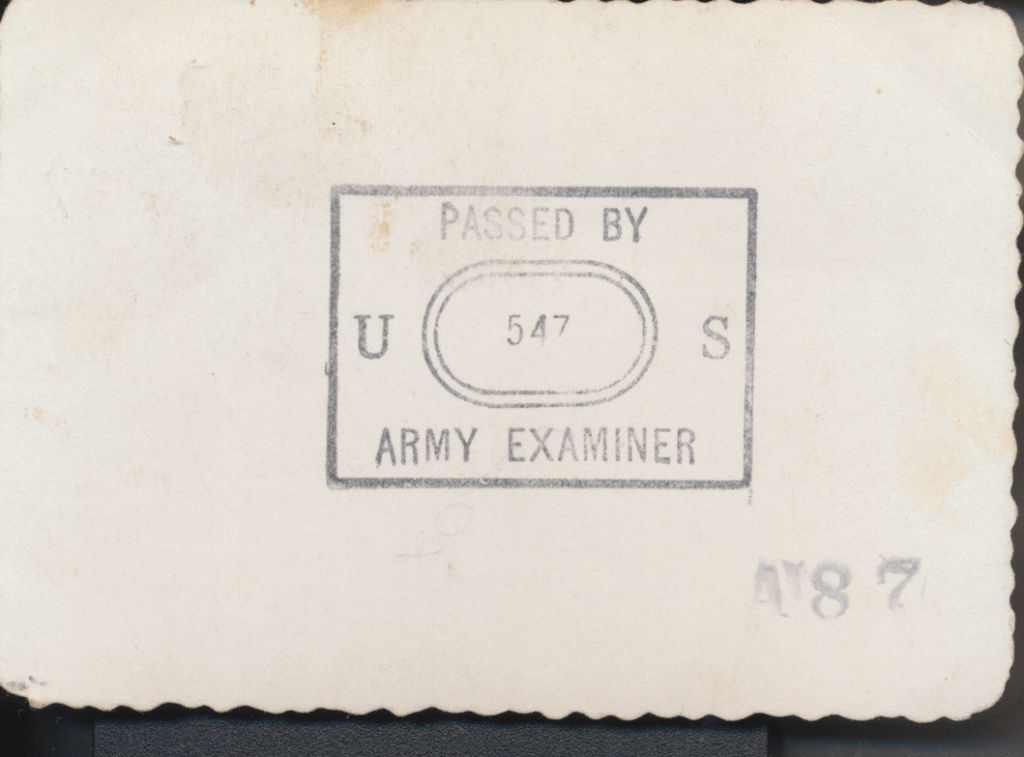 PASSED BY
U 547 S
ARMY EXAMINER
87